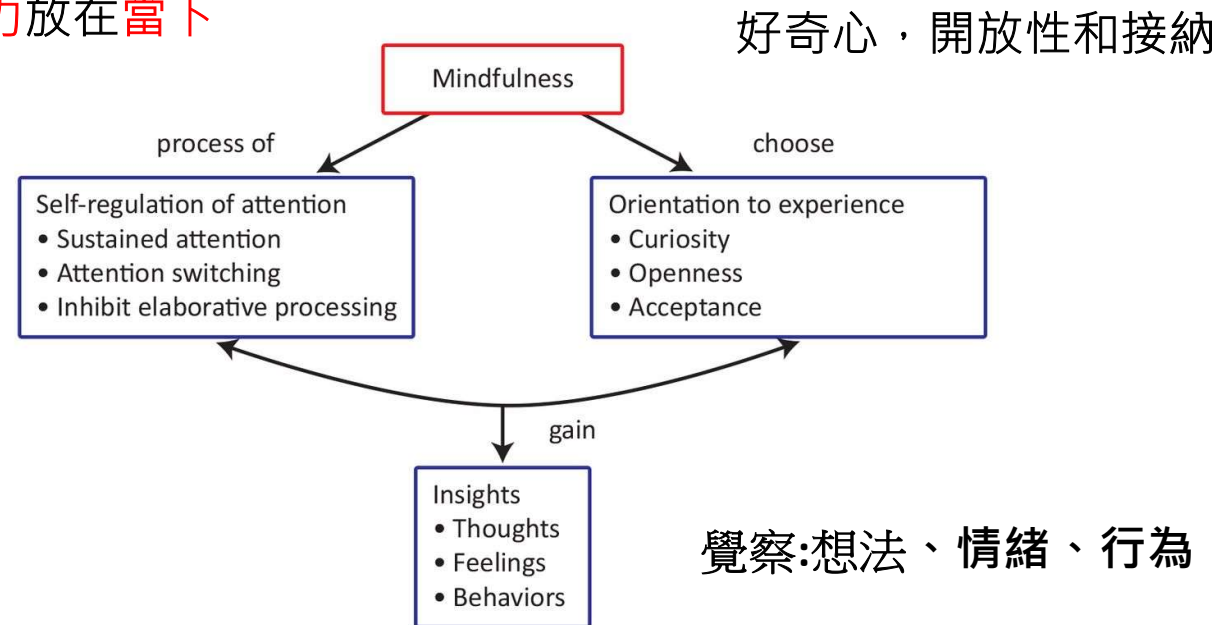 力放在當下
好奇心，開放性和接納
Mindfulness
process of
choose
Self-regulation of attention
• Sustained attention
• Attention switching
• Inhibit elaborative processing
Orientation to experience
• Curiosity
• Openness
• Acceptance
gain
Insights
• Thoughts
• Feelings
• Behaviors
覺察:想法、情緒、行為